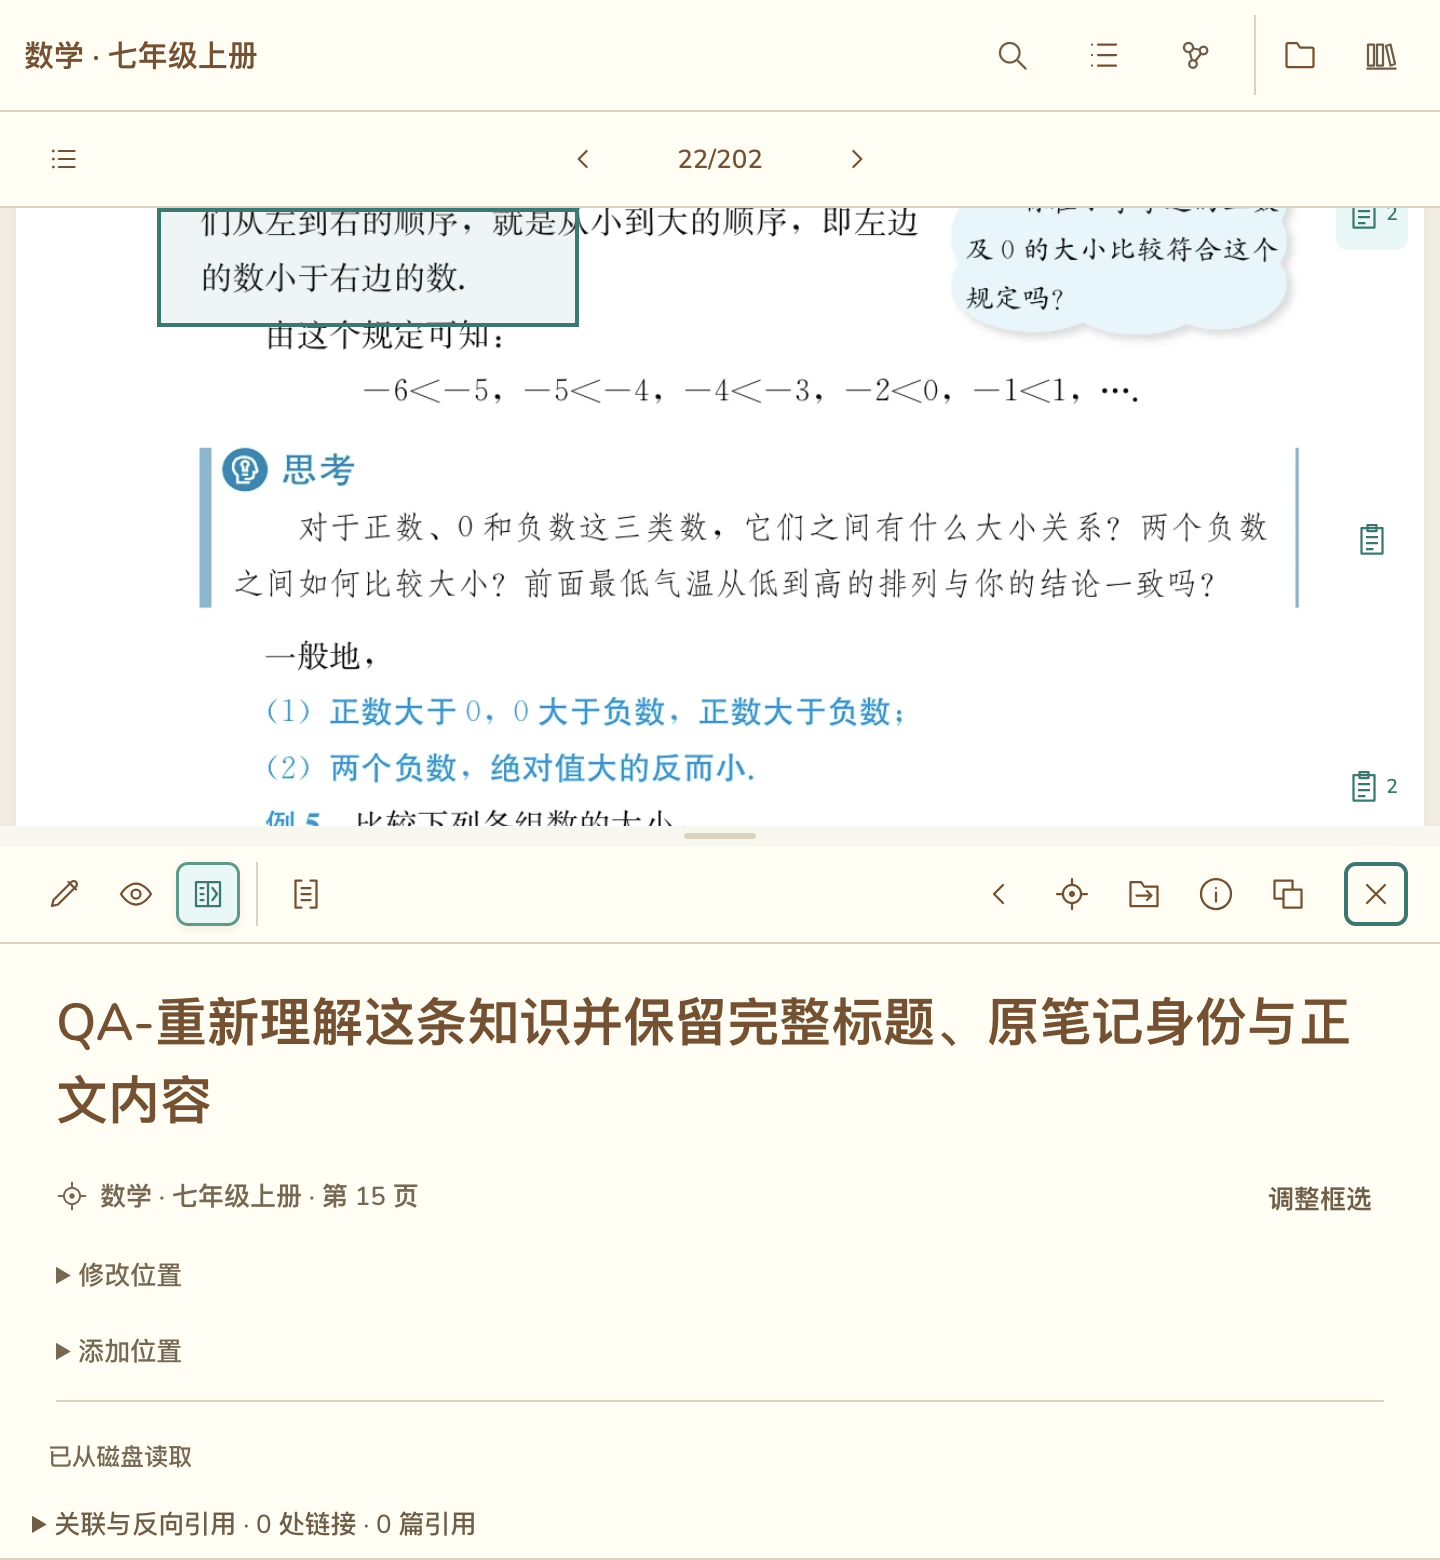 数学 · 七年级上册
22/202
们从左到右的顺序，就是从小到大的顺序，即左边
的数小于右边的数.
2
及 0 的大小比较符合这个
规定吗？
由这个规定可知：
−6＜−5，−5＜−4，−4＜−3，−2＜0，−1＜1，….
思考
对于正数、0 和负数这三类数，它们之间有什么大小关系？两个负数
之间如何比较大小？前面最低气温从低到高的排列与你的结论一致吗？
一般地，
（1）正数大于 0，0 大于负数，正数大于负数；
（2）两个负数，绝对值大的反而小.
2
例 5 比较下列各组数的大小
QA-重新理解这条知识并保留完整标题、原笔记身份与正
文内容
数学 · 七年级上册 · 第 15 页
调整框选
修改位置
添加位置
已从磁盘读取
关联与反向引用 · 0 处链接 · 0 篇引用